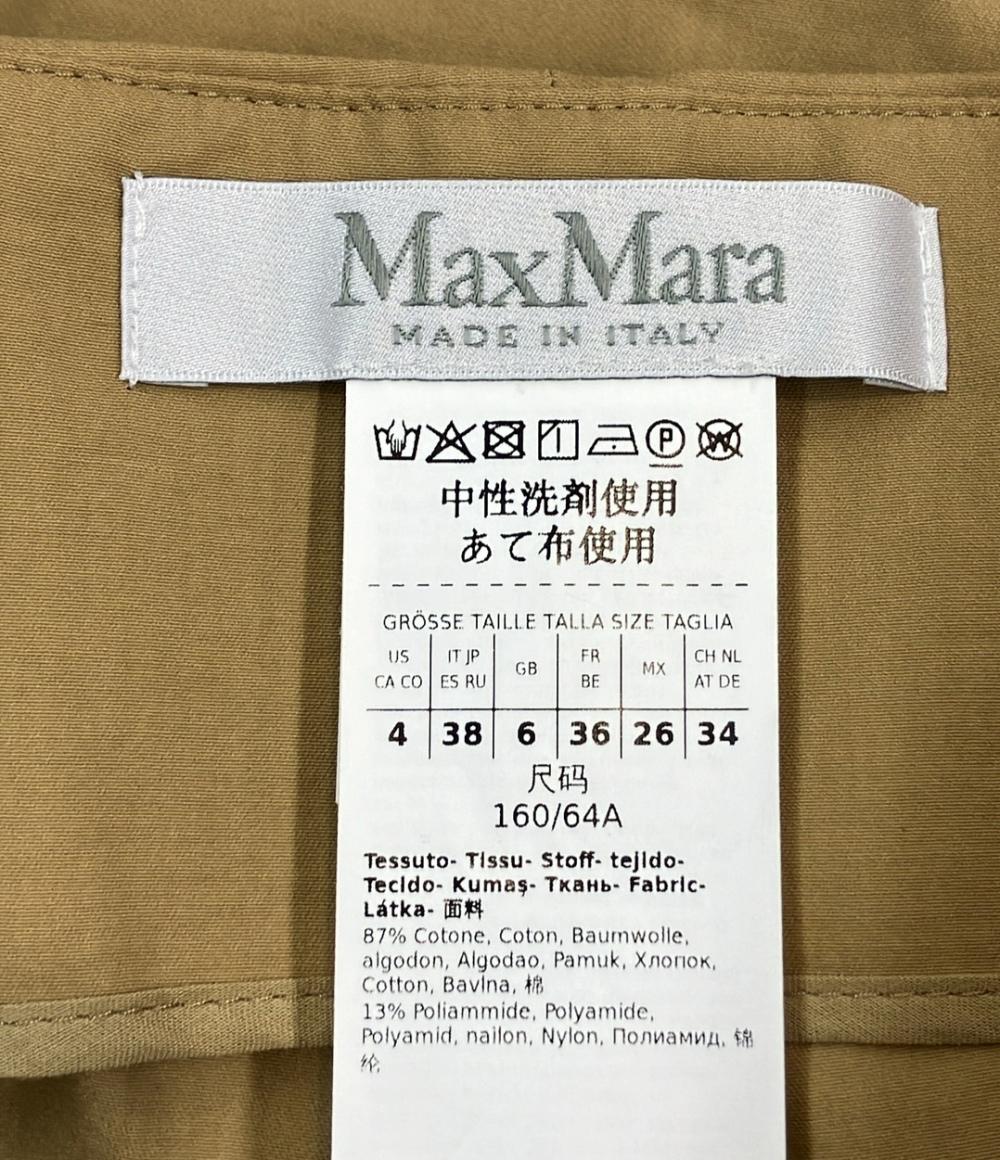 MaxMara
MADE IN ITALY
P W
中性洗剤使用
あて布使用
GRÖSSE TAILLE TALLA SIZE TAGLIA
US IT JP GB FR MX CH NL
CA CO ES RU BE AT DE
4 38 6 36 26 34
尺码
160/64A
Tessuto- Tissu- Stoff- tejido-
Tecido- Kumaş- Ткань- Fabric-
Látka- 面料
87% Cotone, Coton, Baumwolle,
algodon, Algodao, Pamuk, Хлопок,
Cotton, Bavlna, 棉
13% Poliammide, Polyamide,
Polyamid, nailon, Nylon, Полиамид, 锦
纶